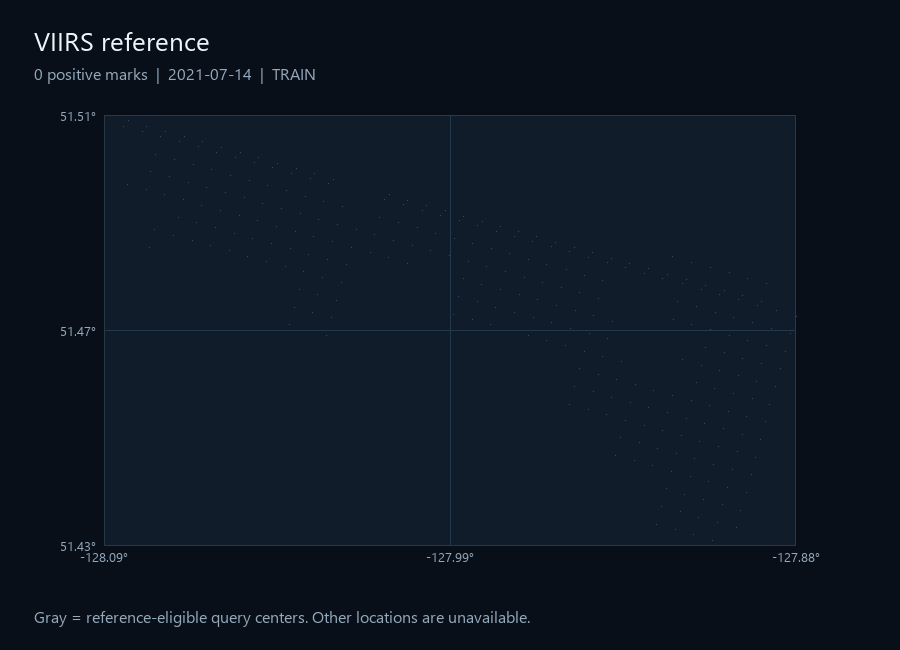 VIIRS reference
0 positive marks | 2021-07-14 | TRAIN
51.51°
51.47°
51.43°
-128.09°
-127.99°
-127.88°
Gray = reference-eligible query centers. Other locations are unavailable.